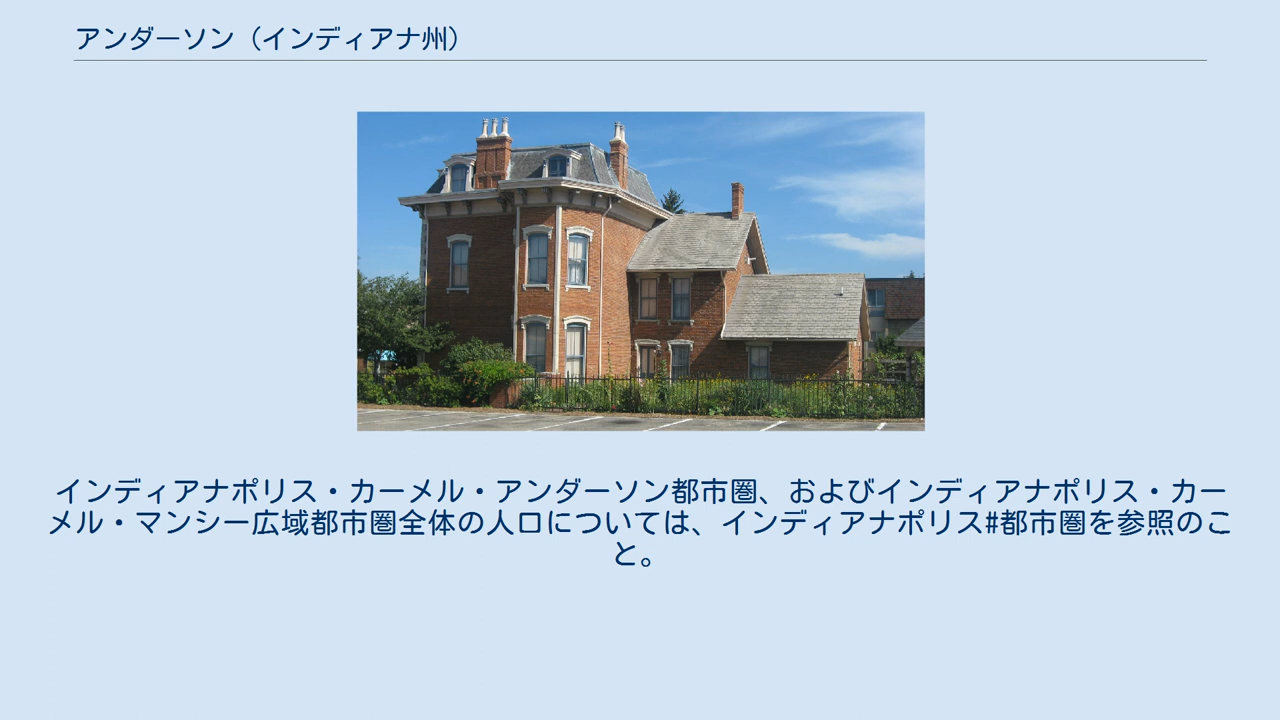 アンダーソン（インディアナ州）
インディアナポリス・カーメル・アンダーソン都市圏、およびインディアナポリス・カー
メル・マンシー広域都市圏全体の人口については、インディアナポリス#都市圏を参照のこ
と。